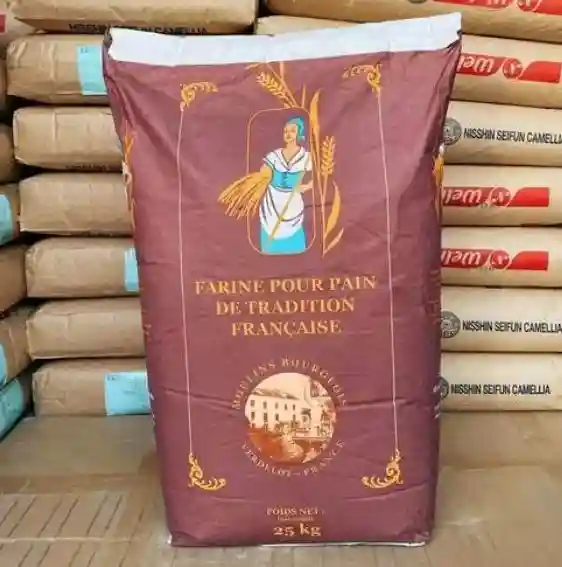 NISSHIN SEIFUN CAMELLIA
FARINE POUR PAIN
DE TRADITION
FRANÇAISE
MOULINS BOURGEOIS
VERDELOT - FRANCE
POIDS NET :
25 kg
NISSHIN SEIFUN CAMELLIA
NISSHIN SEIFUN CAMELLIA
NISSHIN SEIFUN CAMELLIA